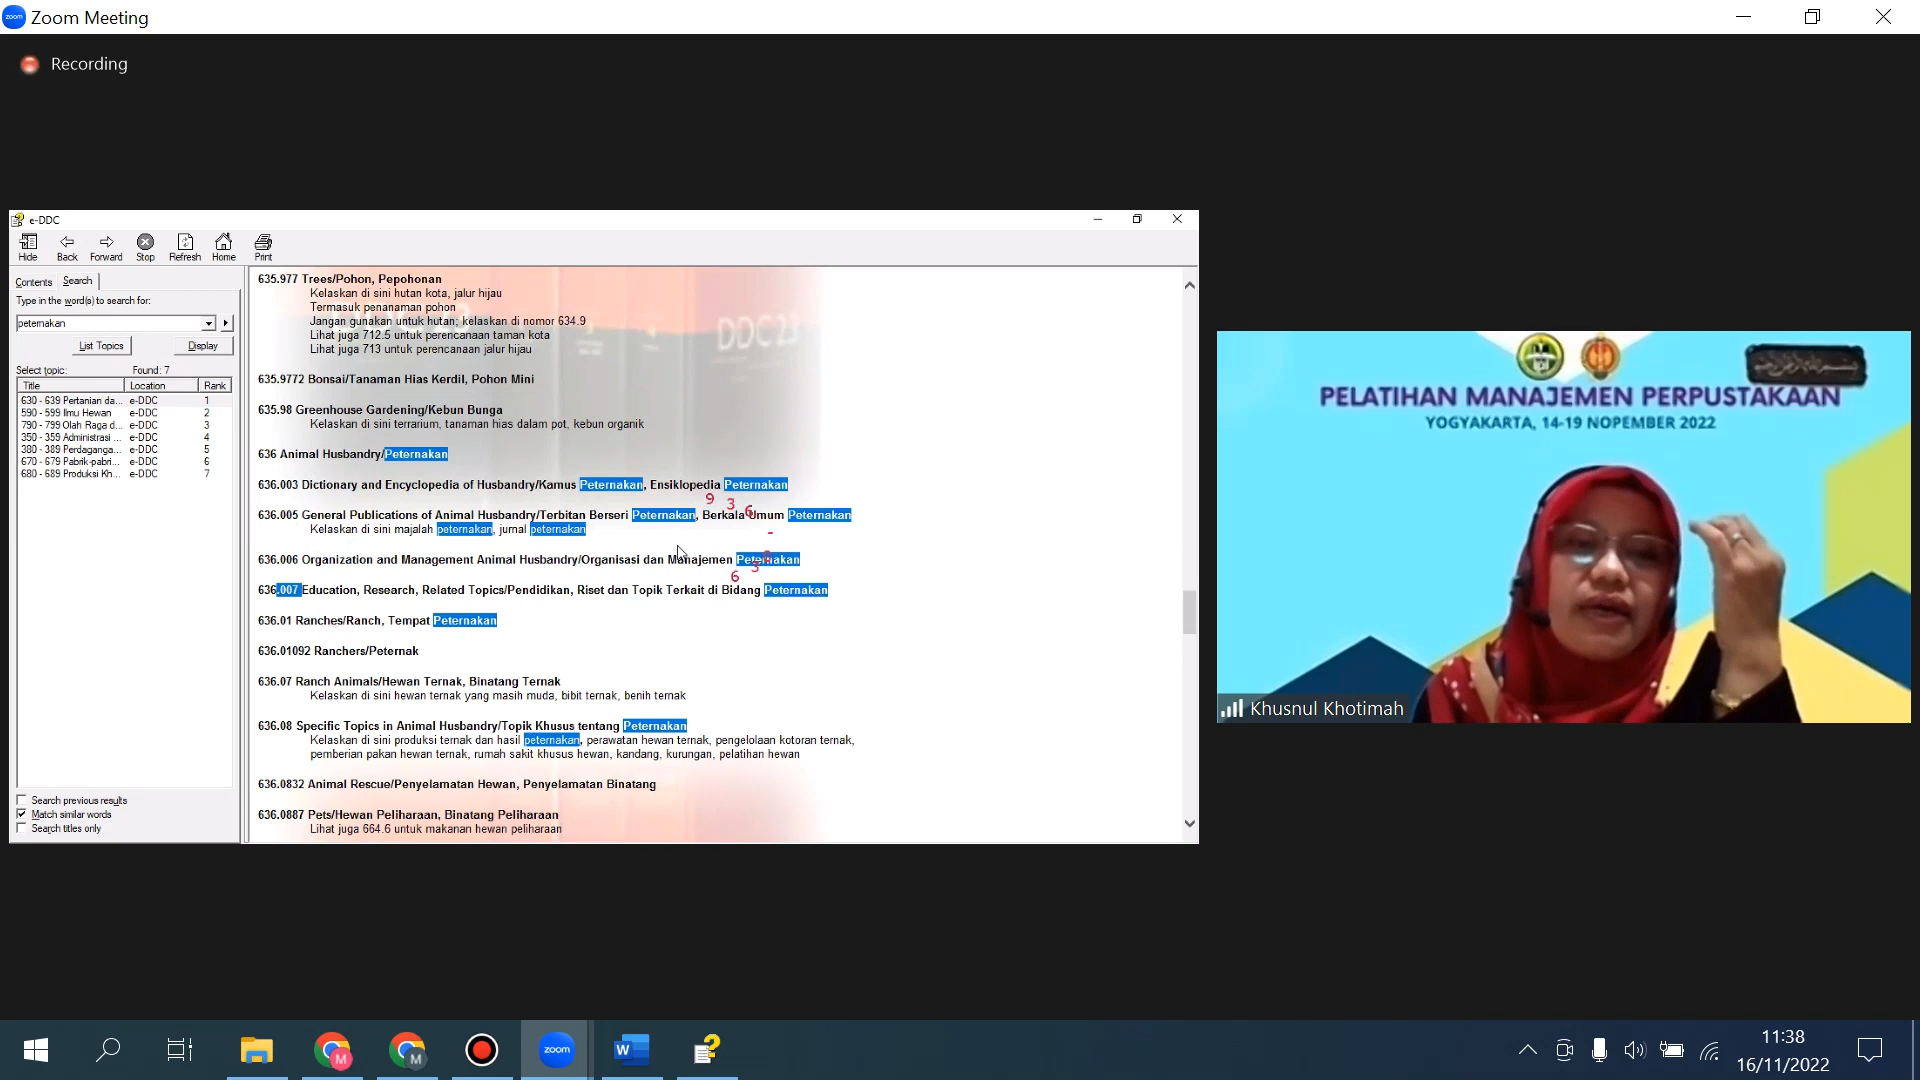 Zoom Meeting
Recording
e-DDC
Hide Back Forward Stop Refresh Home Print
Contents Search
Type in the word(s) to search for:
peternakan
List Topics Display
Select topic: Found: 7
Title Location Rank
630 - 639 Pertanian da... e-DDC 1
590 - 599 Ilmu Hewan e-DDC 2
790 - 799 Olah Raga d... e-DDC 3
350 - 359 Administrasi ... e-DDC 4
380 - 389 Perdaganga... e-DDC 5
670 - 679 Pabrik-pabri... e-DDC 6
680 - 689 Produksi Kh... e-DDC 7
Search previous results
Match similar words
Search titles only
635.977 Trees/Pohon, Pepohonan
Kelaskan di sini hutan kota, jalur hijau
Termasuk penanaman pohon
Jangan gunakan untuk hutan; kelaskan di nomor 634.9
Lihat juga 712.5 untuk perencanaan taman kota
Lihat juga 713 untuk perencanaan jalur hijau
DDC23
635.9772 Bonsai/Tanaman Hias Kerdil, Pohon Mini
635.98 Greenhouse Gardening/Kebun Bunga
Kelaskan di sini terrarium, tanaman hias dalam pot, kebun organik
636 Animal Husbandry/Peternakan
636.003 Dictionary and Encyclopedia of Husbandry/Kamus Peternakan, Ensiklopedia Peternakan
9 3 6
636.005 General Publications of Animal Husbandry/Terbitan Berseri Peternakan, Berkala Umum Peternakan
Kelaskan di sini majalah peternakan, jurnal peternakan
-
636.006 Organization and Management Animal Husbandry/Organisasi dan Manajemen Peternakan
6 3 0
636.007 Education, Research, Related Topics/Pendidikan, Riset dan Topik Terkait di Bidang Peternakan
636.01 Ranches/Ranch, Tempat Peternakan
636.01092 Ranchers/Peternak
636.07 Ranch Animals/Hewan Ternak, Binatang Ternak
Kelaskan di sini hewan ternak yang masih muda, bibit ternak, benih ternak
636.08 Specific Topics in Animal Husbandry/Topik Khusus tentang Peternakan
Kelaskan di sini produksi ternak dan hasil peternakan, perawatan hewan ternak, pengelolaan kotoran ternak,
pemberian pakan hewan ternak, rumah sakit khusus hewan, kandang, kurungan, pelatihan hewan
636.0832 Animal Rescue/Penyelamatan Hewan, Penyelamatan Binatang
636.0887 Pets/Hewan Peliharaan, Binatang Peliharaan
Lihat juga 664.6 untuk makanan hewan peliharaan
PELATIHAN MANAJEMEN PERPUSTAKAAN
YOGYAKARTA, 14-19 NOPEMBER 2022
Khusnul Khotimah
zoom
11:38
16/11/2022